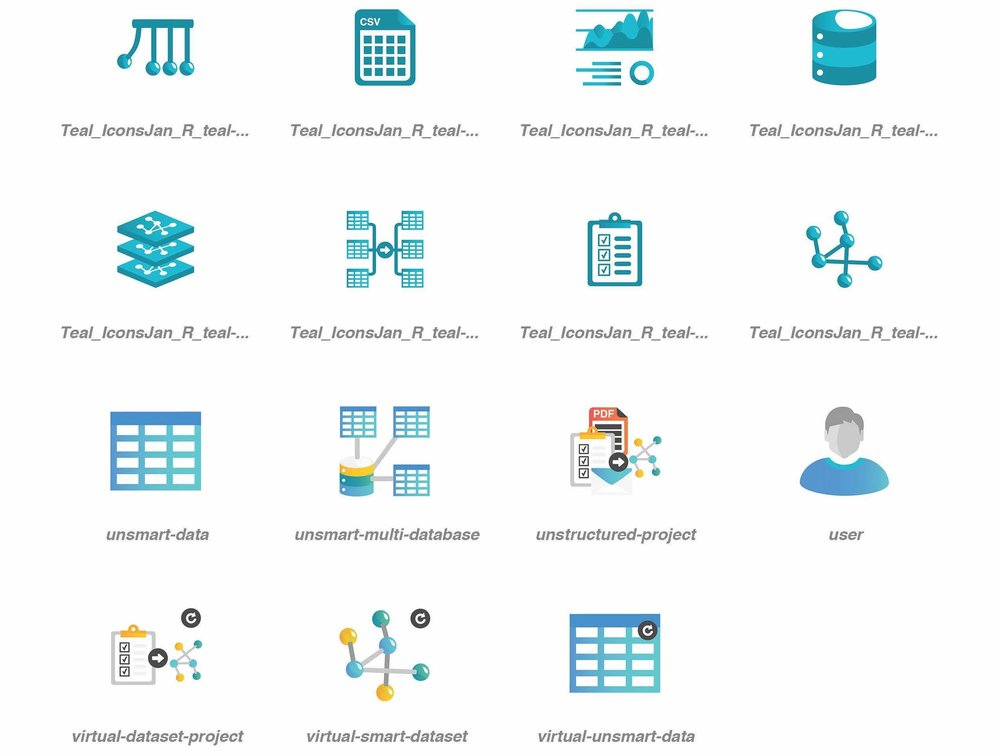 CSV
Teal_IconsJan_R_teal-...
Teal_IconsJan_R_teal-...
Teal_IconsJan_R_teal-...
Teal_IconsJan_R_teal-...
Teal_IconsJan_R_teal-...
Teal_IconsJan_R_teal-...
Teal_IconsJan_R_teal-...
Teal_IconsJan_R_teal-...
PDF
unsmart-data
unsmart-multi-database
unstructured-project
user
virtual-dataset-project
virtual-smart-dataset
virtual-unsmart-data